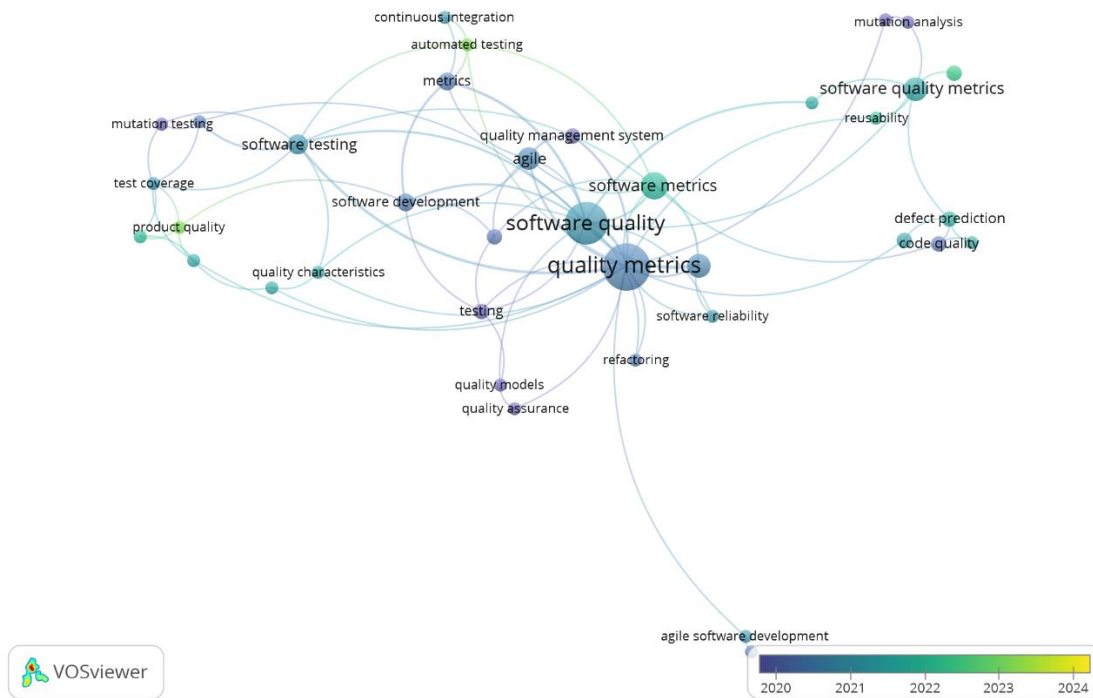 continuous integration
mutation analysis
automated testing
metrics
software quality metrics
reusability
mutation testing
quality management system
software testing
agile
test coverage
software metrics
software development
defect prediction
product quality
software quality
code quality
quality metrics
quality characteristics
testing
software reliability
refactoring
quality models
quality assurance
agile software development
VOSviewer
2020 2021 2022 2023 2024